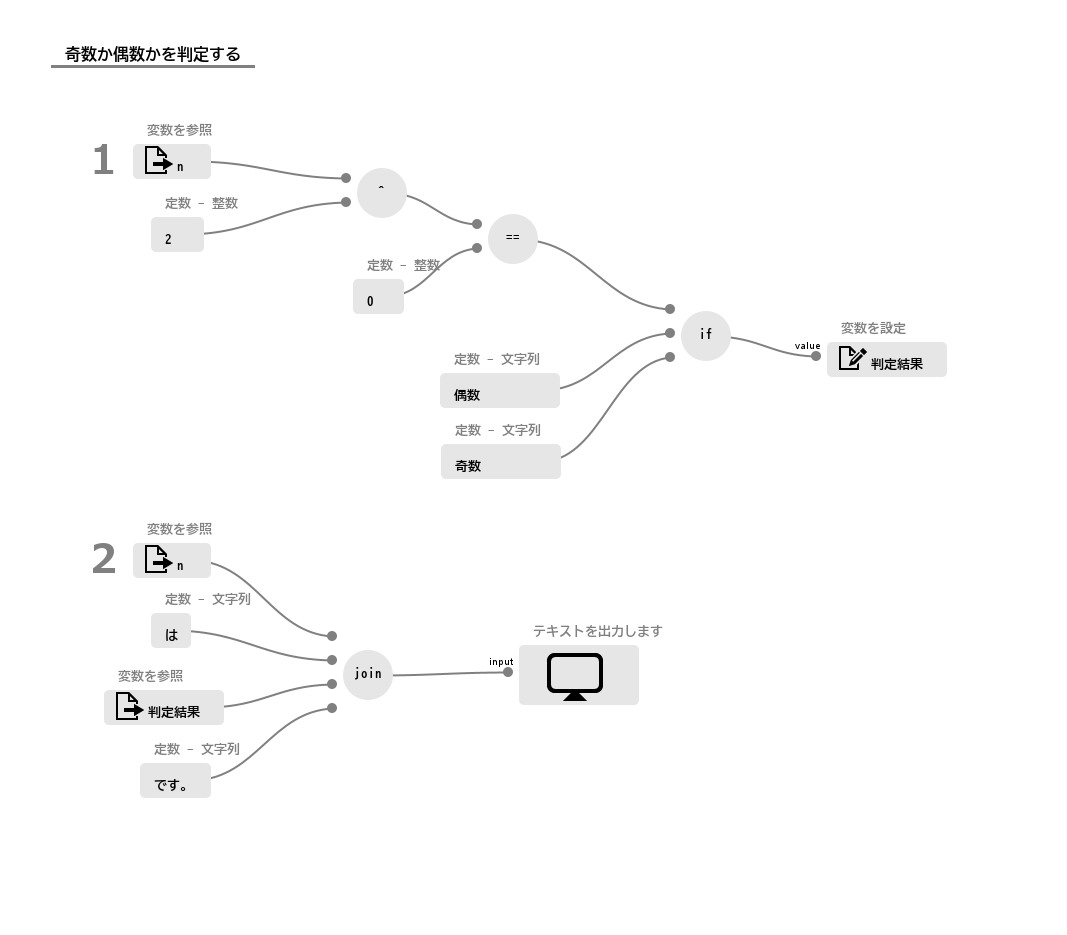 奇数か偶数かを判定する
変数を参照
1
n
定数 - 整数
2
^
==
定数 - 整数
0
if
変数を設定
value
判定結果
定数 - 文字列
偶数
定数 - 文字列
奇数
変数を参照
2
n
定数 - 文字列
は
変数を参照
判定結果
定数 - 文字列
です。
join
テキストを出力します
input